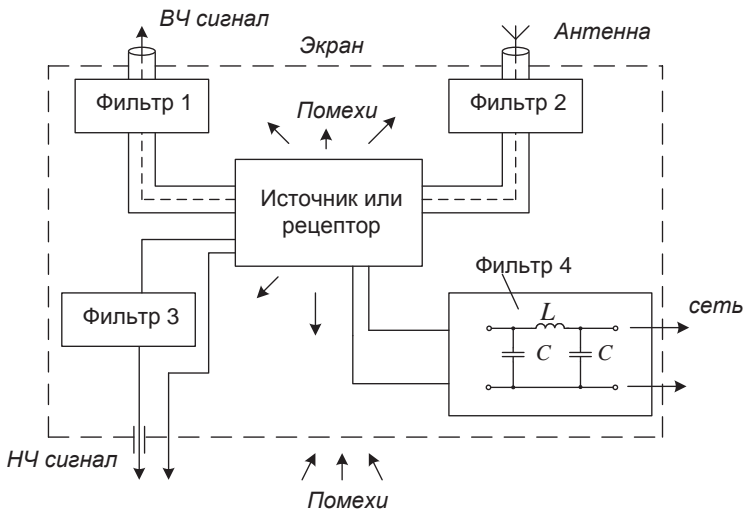 ВЧ сигнал
Экран
Антенна
Фильтр 1
Помехи
Фильтр 2
Источник или
рецептор
Фильтр 3
Фильтр 4
L
C
C
сеть
НЧ сигнал
Помехи